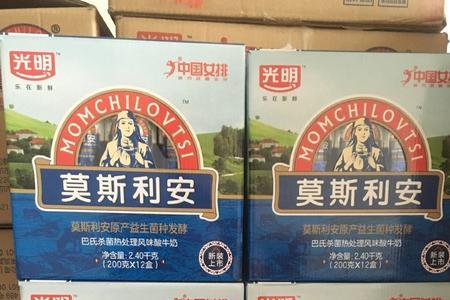 光明
乐在新鲜
中国女排
MOMCHILOVTSI
莫斯利安
莫斯利安原产益生菌种发酵
巴氏杀菌热处理风味酸牛奶
净含量: 2.40千克
(200克X12盒)
新装
上市
光明
乐在新鲜
中国女排
MOMCHILOVTSI
莫斯利安
莫斯利安原产益生菌种发酵
巴氏杀菌热处理风味酸牛奶
净含量: 2.40千克
(200克X12盒)
新装
上市